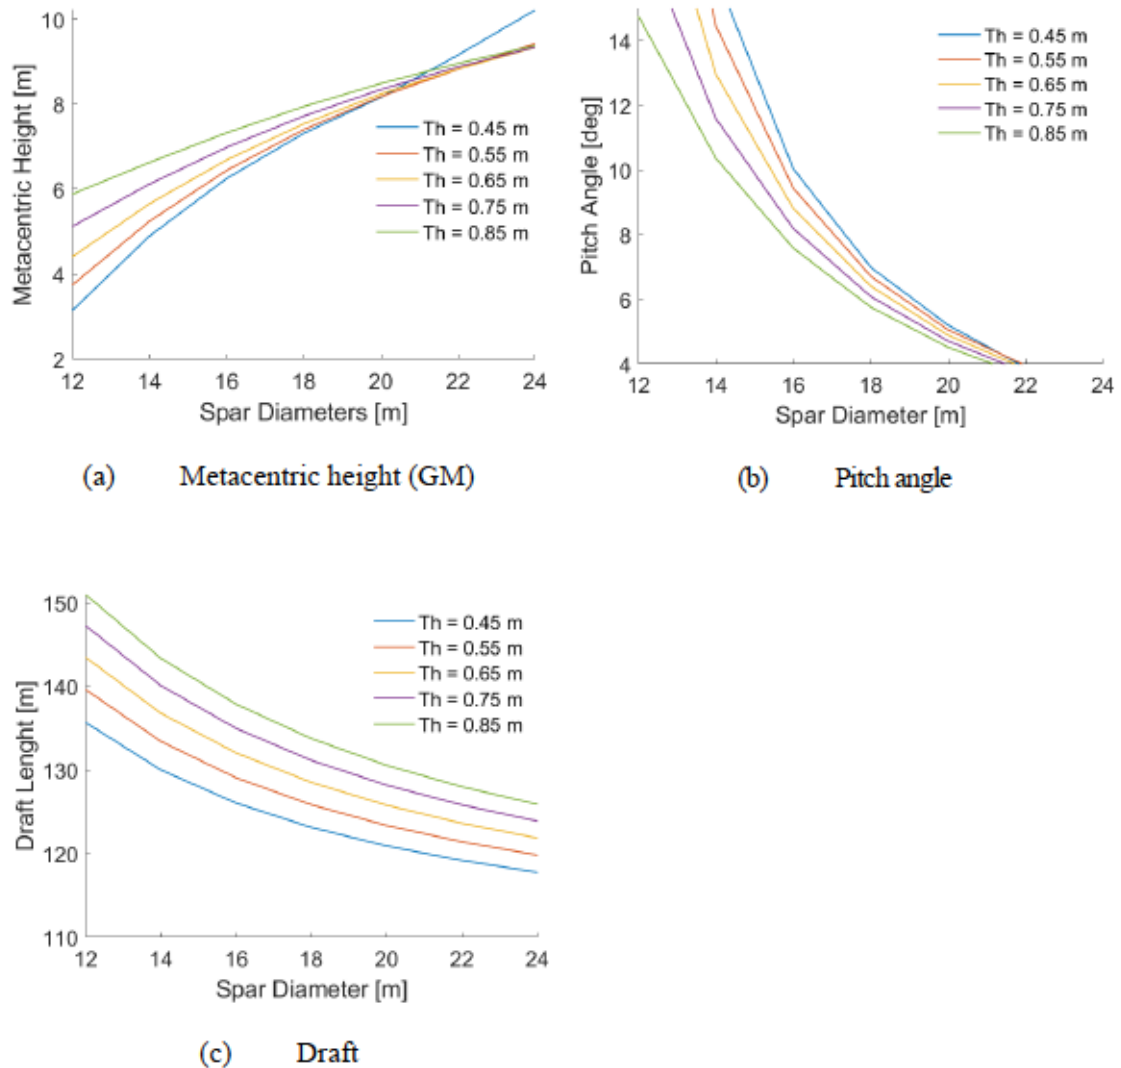 Metacentric Height [m]
10
8
6
4
2
Th = 0.45 m
Th = 0.55 m
Th = 0.65 m
Th = 0.75 m
Th = 0.85 m
12 14 16 18 20 22 24
Spar Diameters [m]
(a) Metacentric height (GM)
Pitch Angle [deg]
14
12
10
8
6
4
Th = 0.45 m
Th = 0.55 m
Th = 0.65 m
Th = 0.75 m
Th = 0.85 m
12 14 16 18 20 22 24
Spar Diameter [m]
(b) Pitch angle
Draft Lenght [m]
150
140
130
120
110
Th = 0.45 m
Th = 0.55 m
Th = 0.65 m
Th = 0.75 m
Th = 0.85 m
12 14 16 18 20 22 24
Spar Diameter [m]
(c) Draft